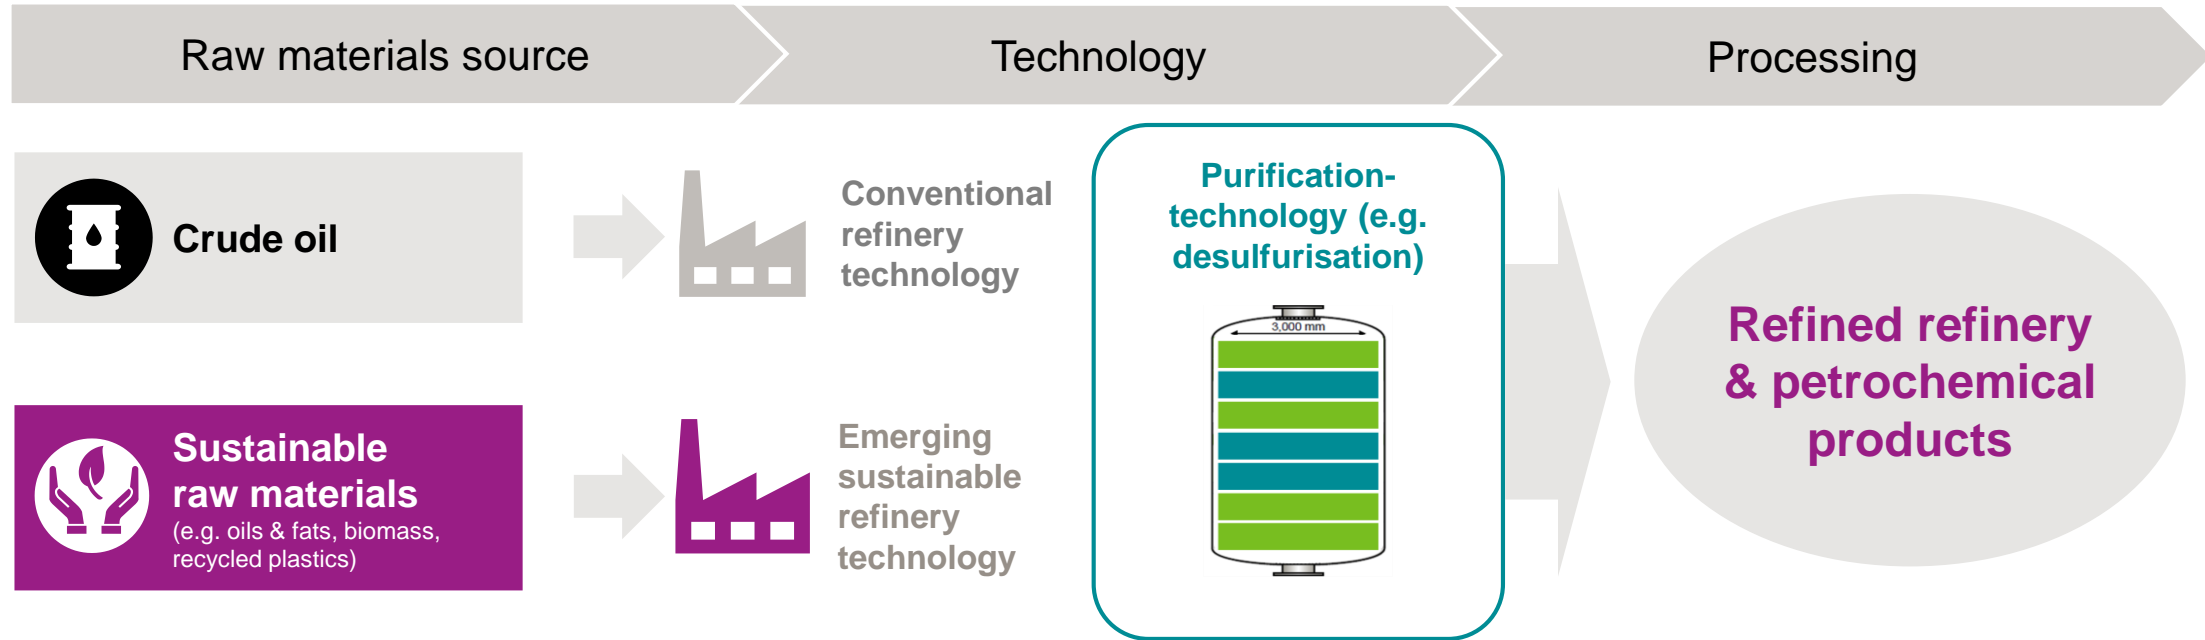 Raw materials source
Technology
Processing
Crude oil
Conventional
refinery
technology
Purification-
technology (e.g.
desulfurisation)
3,000 mm
Sustainable
raw materials
(e.g. oils & fats, biomass,
recycled plastics)
Emerging
sustainable
refinery
technology
Refined refinery
& petrochemical
products